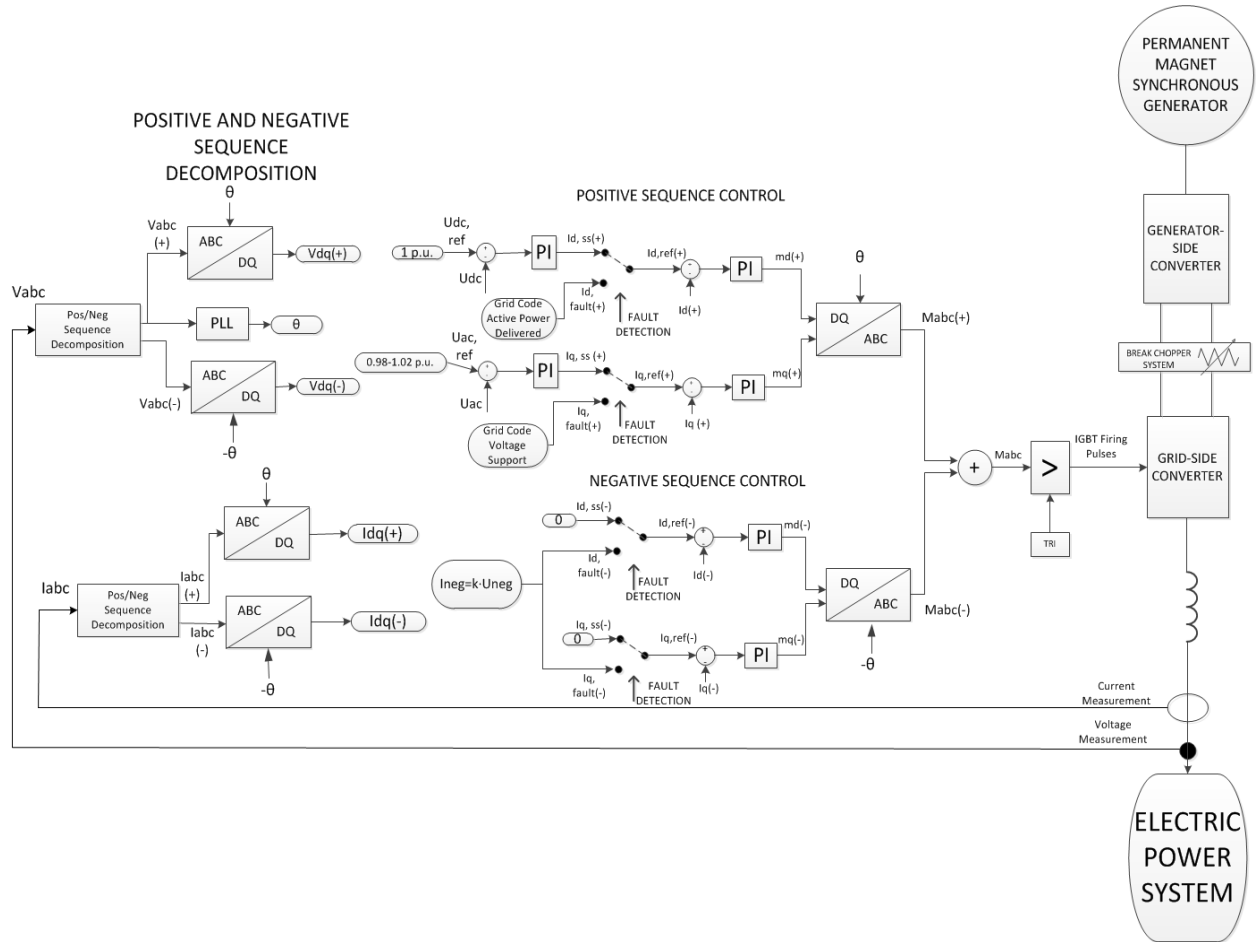 PERMANENT
MAGNET
SYNCHRONOUS
GENERATOR
POSITIVE AND NEGATIVE
SEQUENCE
DECOMPOSITION
θ
Vabc
(+)
ABC
DQ
Vdq(+)
Vabc
Pos/Neg
Sequence
Decomposition
PLL
θ
ABC
DQ
Vdq(-)
Vabc(-)
-θ
θ
ABC
DQ
Idq(+)
Iabc
Iabc
(+)
Pos/Neg
Sequence
Decomposition
Iabc
(-)
ABC
DQ
Idq(-)
-θ
POSITIVE SEQUENCE CONTROL
Udc,
ref
1 p.u.
+
-
Udc
PI
Id, ss(+)
Id,
fault(+)
Grid Code
Active Power
Delivered
FAULT
DETECTION
Id,ref(+)
+
-
Id(+)
PI
md(+)
Uac,
ref
0.98-1.02 p.u.
+
-
Uac
PI
Iq, ss (+)
Iq,
fault(+)
Grid Code
Voltage
Support
FAULT
DETECTION
Iq,ref(+)
+
-
Iq (+)
PI
mq(+)
θ
DQ
ABC
Mabc(+)
NEGATIVE SEQUENCE CONTROL
Id, ss(-)
0
Id,
fault(-)
FAULT
DETECTION
Id,ref(-)
+
-
Id(-)
PI
md(-)
Ineg=k·Uneg
Iq, ss(-)
0
Iq,
fault(-)
FAULT
DETECTION
Iq,ref(-)
+
-
Iq(-)
PI
mq(-)
DQ
ABC
-θ
Mabc(-)
+
Mabc
>
TRI
IGBT Firing
Pulses
GENERATOR-
SIDE
CONVERTER
BREAK CHOPPER
SYSTEM
GRID-SIDE
CONVERTER
Current
Measurement
Voltage
Measurement
ELECTRIC
POWER
SYSTEM